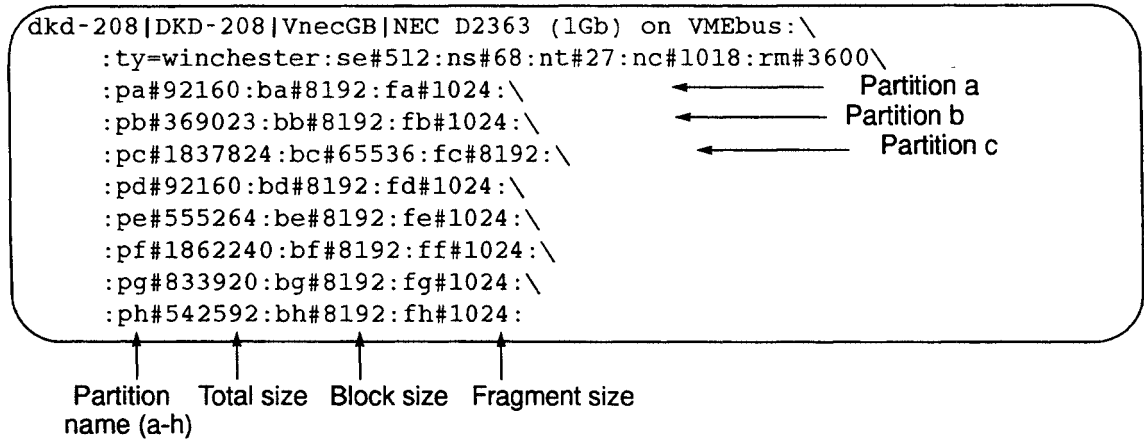 dkd-208|DKD-208|VnecGB|NEC D2363 (1Gb) on VMEbus:\
:ty=winchester:se#512:ns#68:nt#27:nc#1018:rm#3600\
:pa#92160:ba#8192:fa#1024:\ Partition a
:pb#369023:bb#8192:fb#1024:\ Partition b
:pc#1837824:bc#65536:fc#8192:\ Partition c
:pd#92160:bd#8192:fd#1024:\
:pe#555264:be#8192:fe#1024:\
:pf#1862240:bf#8192:ff#1024:\
:pg#833920:bg#8192:fg#1024:\
:ph#542592:bh#8192:fh#1024:
Partition Total size Block size Fragment size
name (a-h)